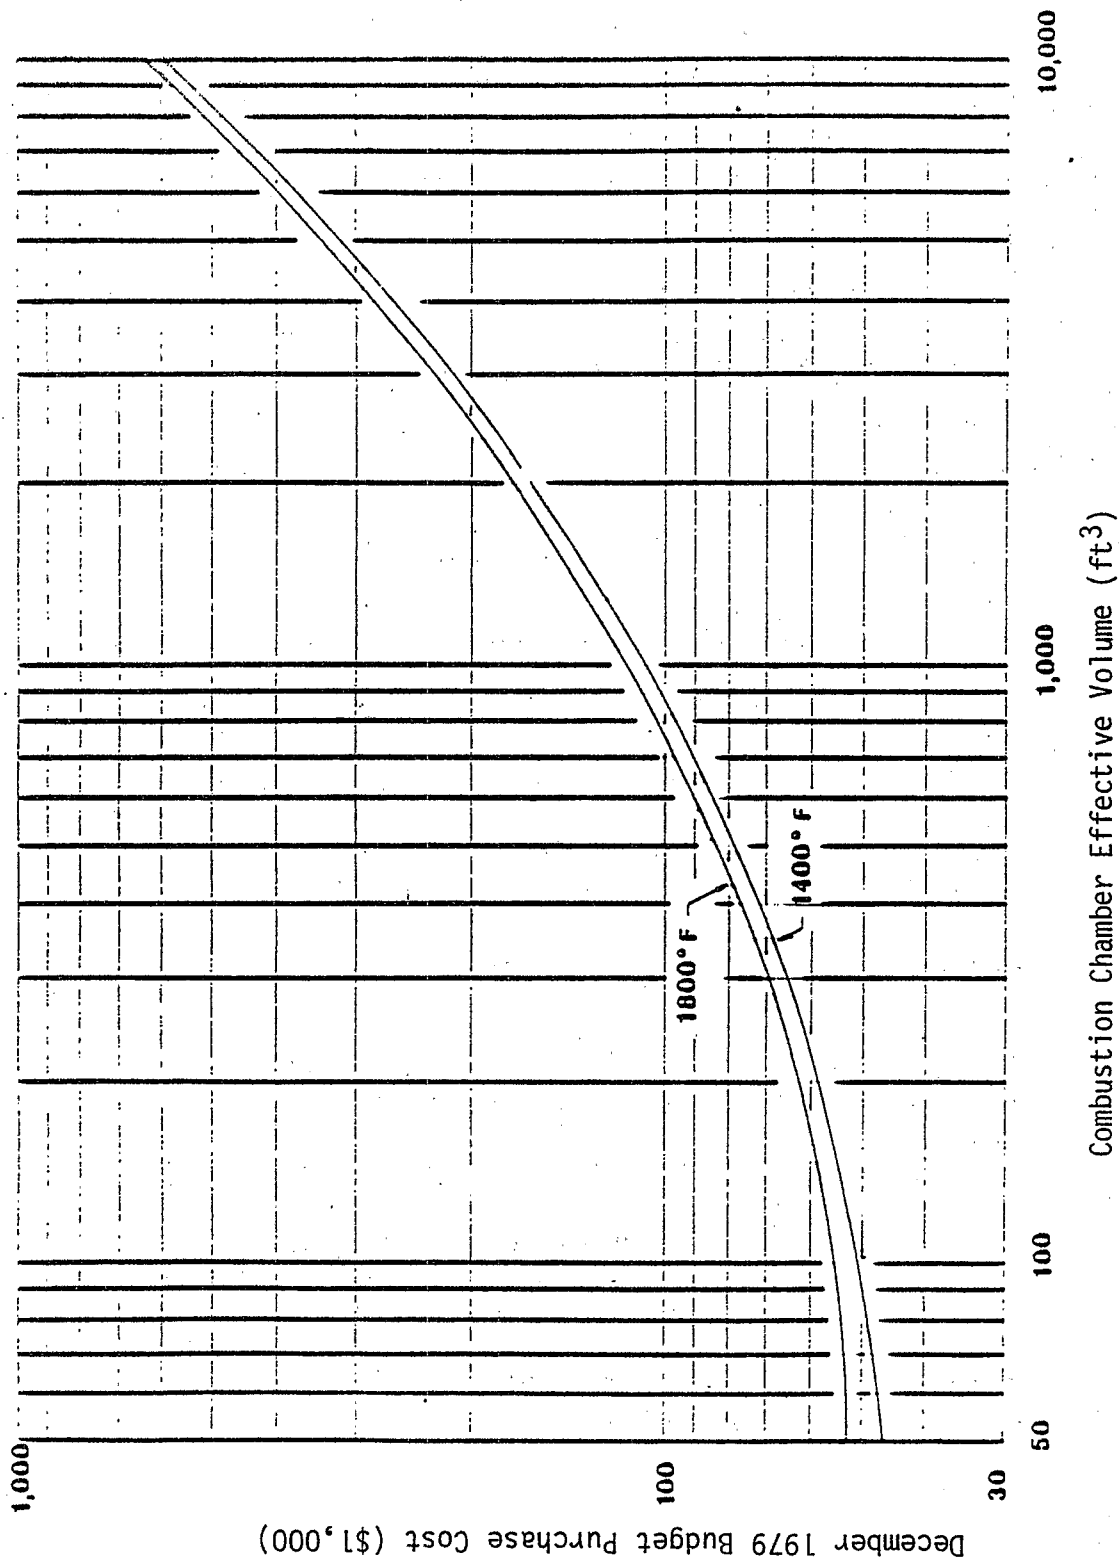 December 1979 Budget Purchase Cost ($1,000)
1,000
100
30
1800°F
1400°F
50
100
1,000
10,000
Combustion Chamber Effective Volume (ft³)